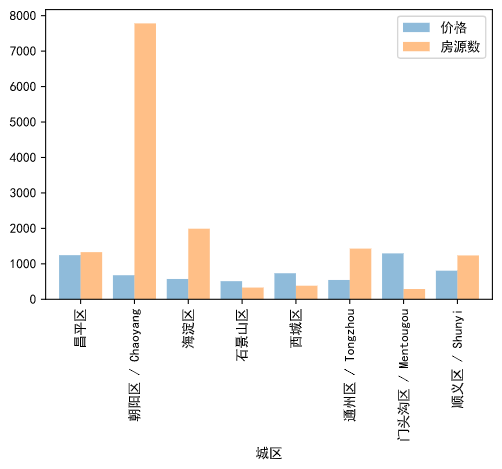 8000
7000
6000
5000
4000
3000
2000
1000
0
价格
房源数
昌平区
朝阳区 / Chaoyang
海淀区
石景山区
西城区
通州区 / Tongzhou
门头沟区 / Mentougou
顺义区 / Shunyi
城区